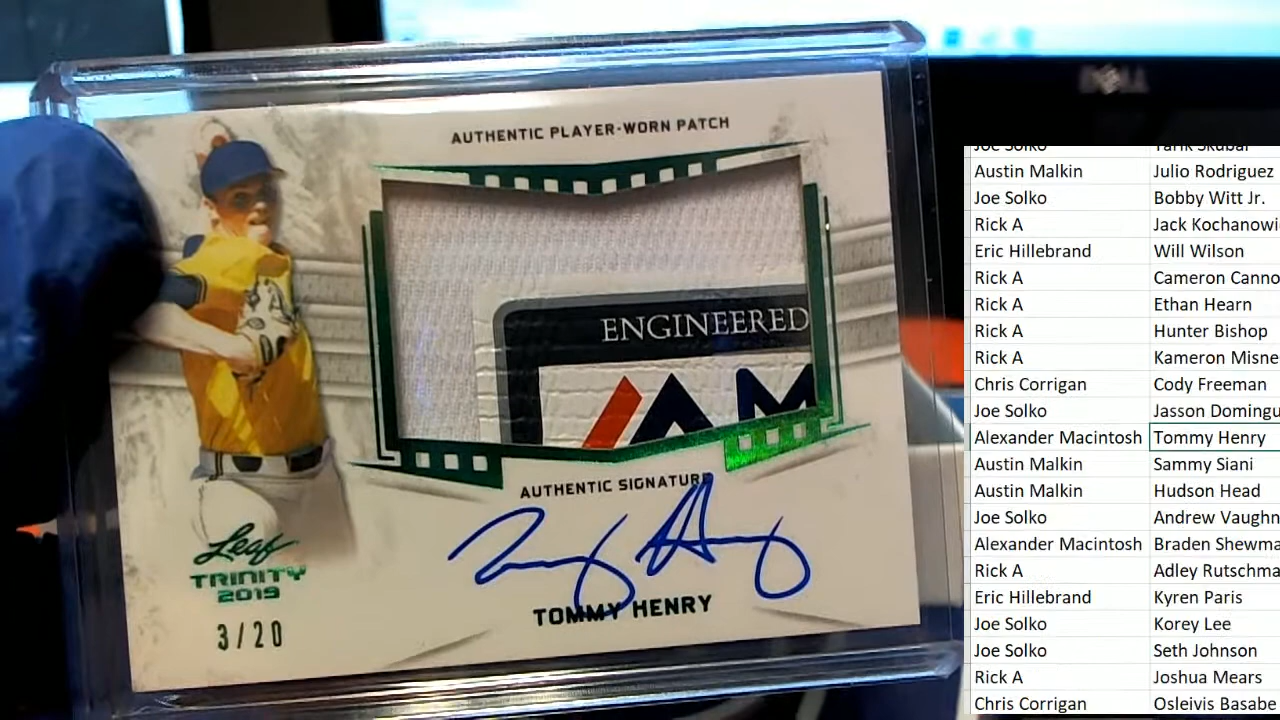 DELL
AUTHENTIC PLAYER-WORN PATCH
ENGINEERED
AM
AUTHENTIC SIGNATURE
Tommy Henry
TOMMY HENRY
Leaf
TRINITY
2019
3/20
Joe Solko Tarik Skubal
Austin Malkin Julio Rodriguez
Joe Solko Bobby Witt Jr.
Rick A Jack Kochanowi
Eric Hillebrand Will Wilson
Rick A Cameron Canno
Rick A Ethan Hearn
Rick A Hunter Bishop
Rick A Kameron Misne
Chris Corrigan Cody Freeman
Joe Solko Jasson Domingu
Alexander Macintosh Tommy Henry
Austin Malkin Sammy Siani
Austin Malkin Hudson Head
Joe Solko Andrew Vaughn
Alexander Macintosh Braden Shewma
Rick A Adley Rutschma
Eric Hillebrand Kyren Paris
Joe Solko Korey Lee
Joe Solko Seth Johnson
Rick A Joshua Mears
Chris Corrigan Osleivis Basabe